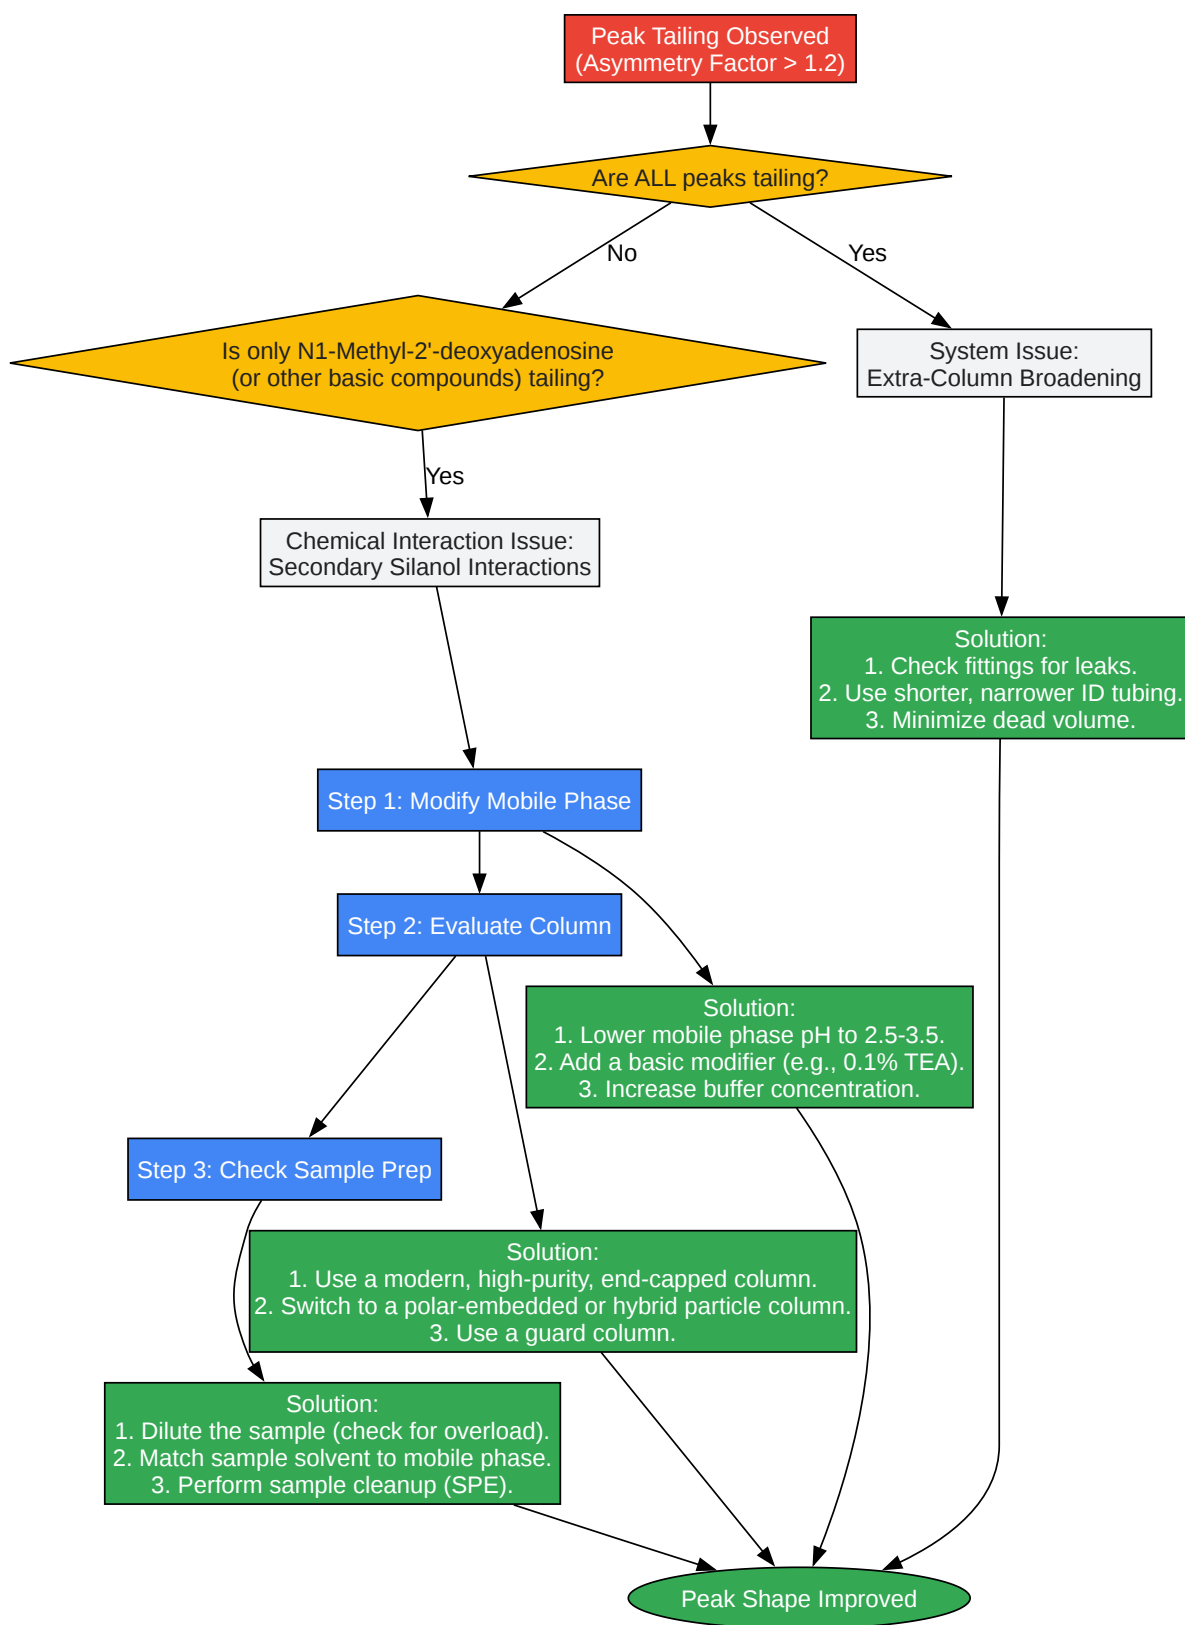 Peak Tailing Observed
(Asymmetry Factor > 1.2)
Are ALL peaks tailing?
No
Yes
Is only N1-Methyl-2'-deoxyadenosine
(or other basic compounds) tailing?
System Issue:
Extra-Column Broadening
Yes
Chemical Interaction Issue:
Secondary Silanol Interactions
Solution:
1. Check fittings for leaks.
2. Use shorter, narrower ID tubing.
3. Minimize dead volume.
Step 1: Modify Mobile Phase
Step 2: Evaluate Column
Solution:
1. Lower mobile phase pH to 2.5-3.5.
2. Add a basic modifier (e.g., 0.1% TEA).
3. Increase buffer concentration.
Step 3: Check Sample Prep
Solution:
1. Use a modern, high-purity, end-capped column.
2. Switch to a polar-embedded or hybrid particle column.
3. Use a guard column.
Solution:
1. Dilute the sample (check for overload).
2. Match sample solvent to mobile phase.
3. Perform sample cleanup (SPE).
Peak Shape Improved